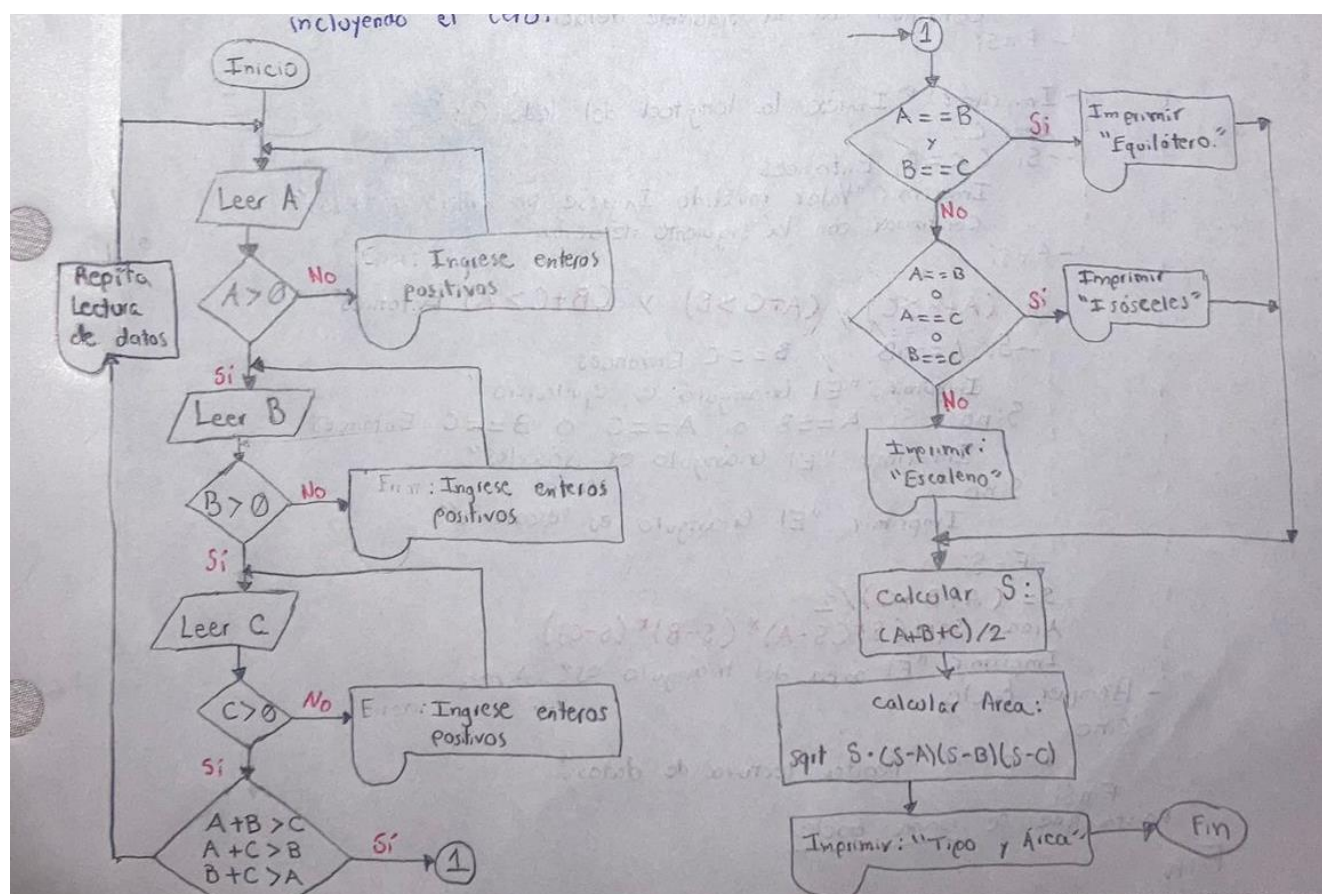 incluyendo el cero.
Inicio
Leer A
A > 0
No
Ingrese enteros
positivos
Repita
Lectura
de datos
Sí
Leer B
B > 0
No
Ingrese enteros
positivos
Sí
Leer C
C > 0
No
Ingrese enteros
positivos
Sí
A+B >C
A +C >B
B+C >A
Sí
1
1
A = = B
y
B = = C
Sí
Imprimir
"Equilátero."
No
A = = B
o
A = = C
o
B = = C
Sí
Imprimir
"Isósceles"
No
Imprimir:
"Escaleno"
Calcular S:
(A+B+C)/2
Calcular Area:
sqrt S·(S-A)(S-B)(S-C)
Imprimir: "Tipo y Área"
Fin